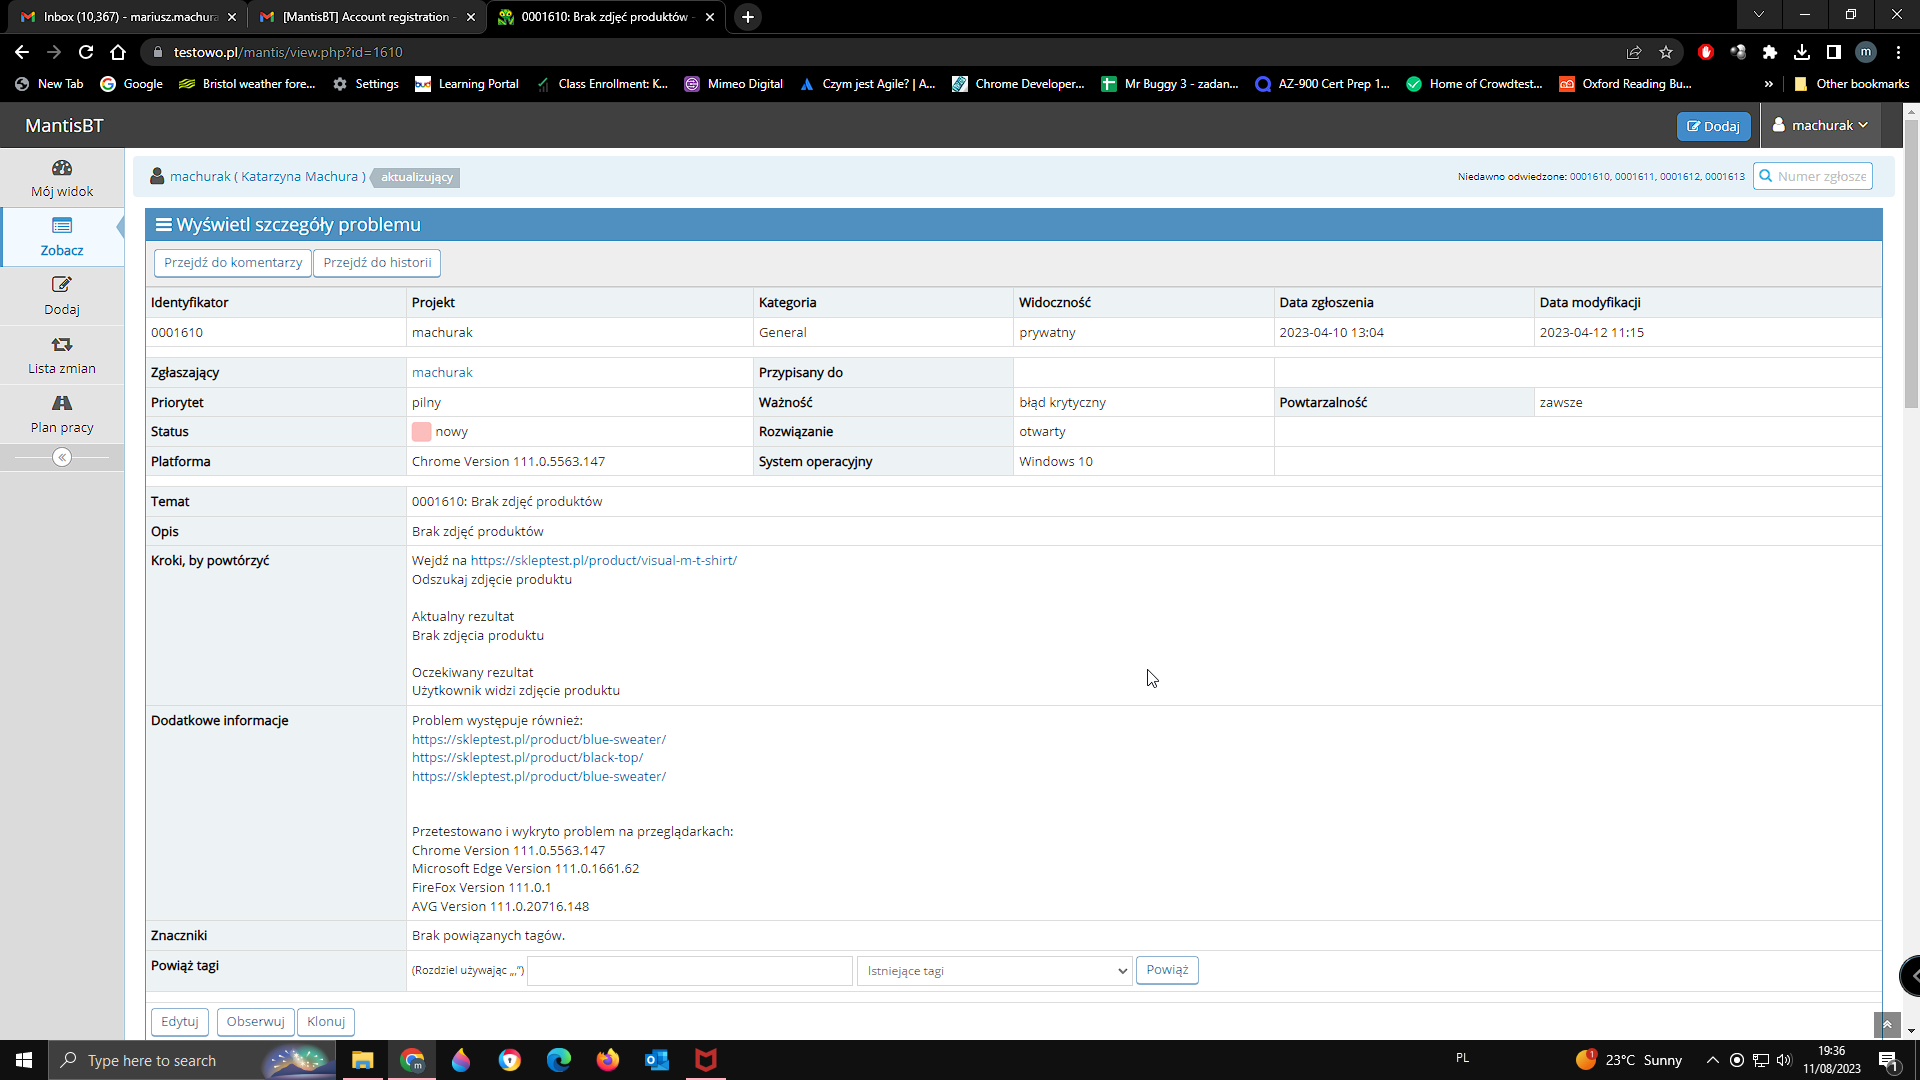 Inbox (10,367) - mariusz.machura
[MantisBT] Account registration -
0001610: Brak zdjęć produktów -
testowo.pl/mantis/view.php?id=1610
m
New Tab
Google
Bristol weather fore...
Settings
Learning Portal
Class Enrollment: K...
Mimeo Digital
Czym jest Agile? | A...
Chrome Developer...
Mr Buggy 3 - zadan...
AZ-900 Cert Prep 1...
Home of Crowdtest...
Oxford Reading Bu...
»
Other bookmarks
MantisBT
Dodaj
machurak
Mój widok
Zobacz
Dodaj
Lista zmian
Plan pracy
machurak ( Katarzyna Machura )
aktualizujący
Niedawno odwiedzone: 0001610, 0001611, 0001612, 0001613
Numer zgłosze
Wyświetl szczegóły problemu
Przejdź do komentarzy
Przejdź do historii
Identyfikator Projekt Kategoria Widoczność Data zgłoszenia Data modyfikacji
0001610 machurak General prywatny 2023-04-10 13:04 2023-04-12 11:15
Zgłaszający machurak Przypisany do
Priorytet pilny Ważność błąd krytyczny Powtarzalność zawsze
Status nowy Rozwiązanie otwarty
Platforma Chrome Version 111.0.5563.147 System operacyjny Windows 10
Temat 0001610: Brak zdjęć produktów
Opis Brak zdjęć produktów
Kroki, by powtórzyć Wejdź na https://skleptest.pl/product/visual-m-t-shirt/
Odszukaj zdjęcie produktu
Aktualny rezultat
Brak zdjęcia produktu
Oczekiwany rezultat
Użytkownik widzi zdjęcie produktu
Dodatkowe informacje Problem występuje również:
https://skleptest.pl/product/blue-sweater/
https://skleptest.pl/product/black-top/
https://skleptest.pl/product/blue-sweater/
Przetestowano i wykryto problem na przeglądarkach:
Chrome Version 111.0.5563.147
Microsoft Edge Version 111.0.1661.62
FireFox Version 111.0.1
AVG Version 111.0.20716.148
Znaczniki Brak powiązanych tagów.
Powiąż tagi (Rozdziel używając „,”) Istniejące tagi Powiąż
Edytuj Obserwuj Klonuj
Type here to search
PL
1
23°C Sunny
19:36
11/08/2023
1